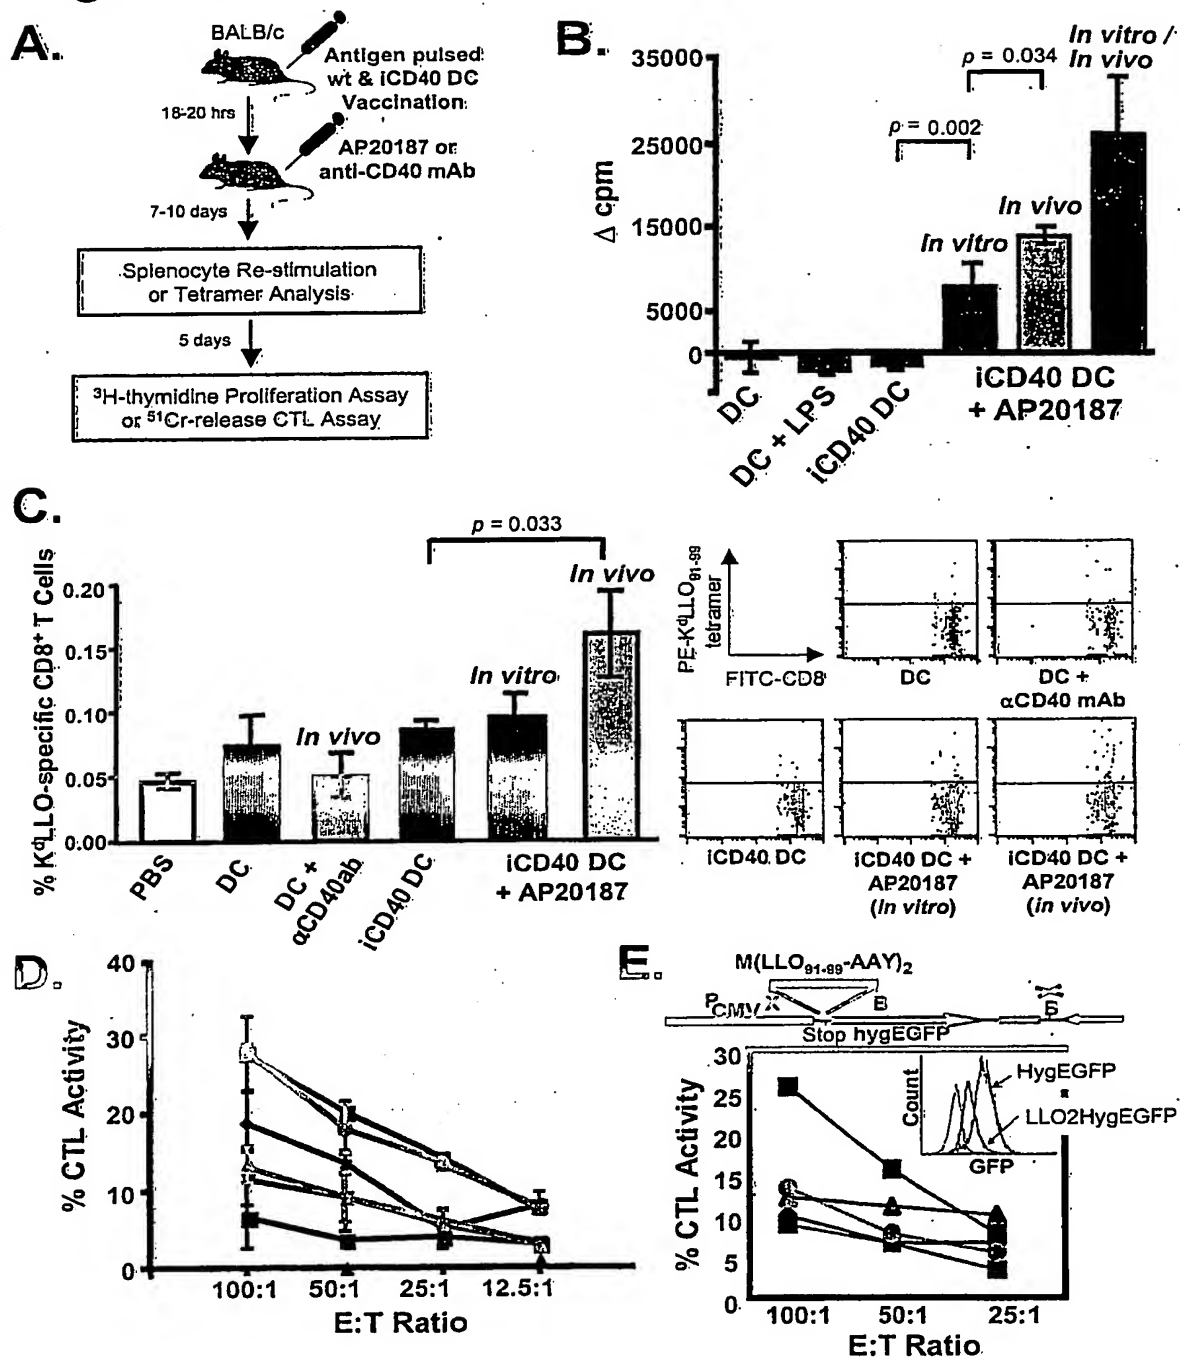 A.
BALB/c
Antigen pulsed
wt & iCD40 DC
Vaccination
18-20 hrs
AP20187 or
anti-CD40 mAb
7-10 days
Splenocyte Re-stimulation
or Tetramer Analysis
5 days
³H-thymidine Proliferation Assay
or ⁵¹Cr-release CTL Assay
B.
Δ cpm
35000
25000
15000
5000
0
p = 0.002
p = 0.034
In vitro
In vivo
In vitro /
In vivo
DC
DC + LPS
iCD40 DC
iCD40 DC
+ AP20187
C.
% KᵈLLO-specific CD8⁺ T Cells
0.20
0.15
0.10
0.05
0.00
p = 0.033
In vivo
In vitro
In vivo
PBS
DC
DC +
αCD40ab
iCD40 DC
iCD40 DC
+ AP20187
PE-KᵈLLO₉₁₋₉₉
tetramer
FITC-CD8
DC
DC +
αCD40 mAb
iCD40 DC
iCD40 DC +
AP20187
(In vitro)
iCD40 DC +
AP20187
(in vivo)
D.
% CTL Activity
40
30
20
10
0
100:1
50:1
25:1
12.5:1
E:T Ratio
E.
M(LLO₉₁₋₉₉-AAY)₂
P CMV
X
B
Stop hygEGFP
% CTL Activity
30
25
20
15
10
5
0
Count
GFP
HygEGFP
LLO2HygEGFP
100:1
50:1
25:1
E:T Ratio